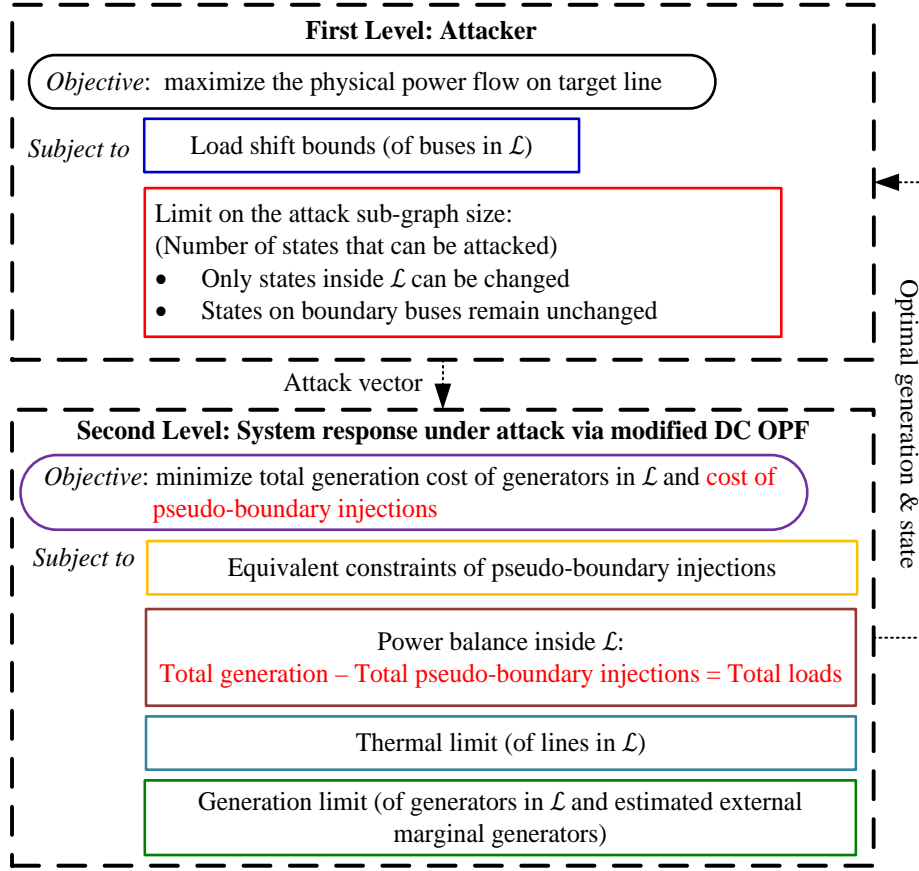 First Level: Attacker
Objective: maximize the physical power flow on target line
Subject to
Load shift bounds (of buses in ℒ)
Limit on the attack sub-graph size:
(Number of states that can be attacked)
• Only states inside ℒ can be changed
• States on boundary buses remain unchanged
Attack vector
Optimal generation & state
Second Level: System response under attack via modified DC OPF
Objective: minimize total generation cost of generators in ℒ and cost of
pseudo-boundary injections
Subject to
Equivalent constraints of pseudo-boundary injections
Power balance inside ℒ:
Total generation – Total pseudo-boundary injections = Total loads
Thermal limit (of lines in ℒ)
Generation limit (of generators in ℒ and estimated external
marginal generators)